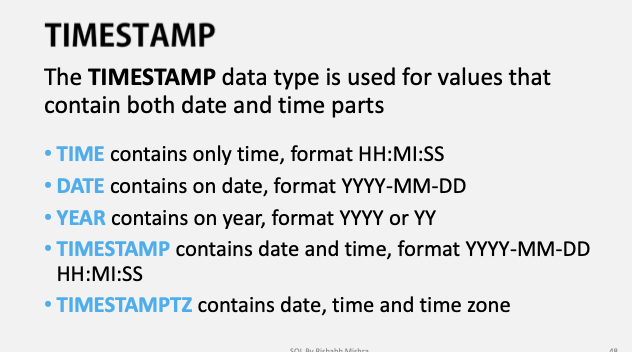 TIMESTAMP
The TIMESTAMP data type is used for values that
contain both date and time parts
• TIME contains only time, format HH:MI:SS
• DATE contains on date, format YYYY-MM-DD
• YEAR contains on year, format YYYY or YY
• TIMESTAMP contains date and time, format YYYY-MM-DD
HH:MI:SS
• TIMESTAMPTZ contains date, time and time zone
SQL By Rishabh Mishra
48